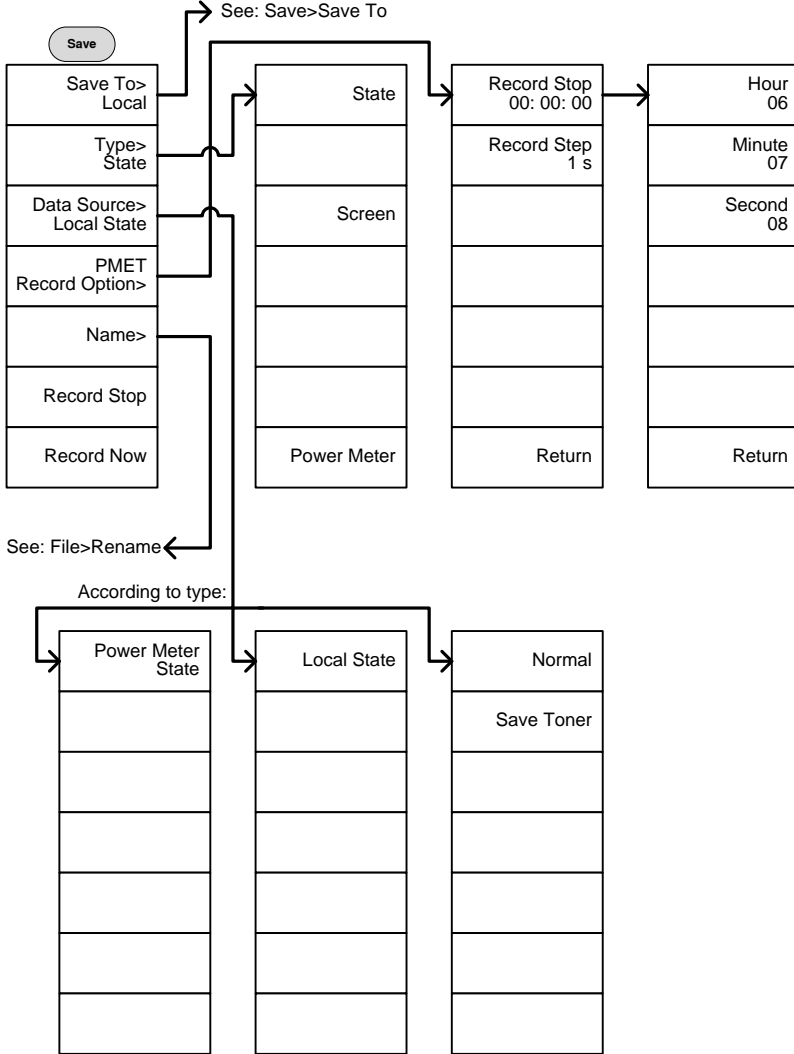 See: Save>Save To
Save
Save To>
Local
Type>
State
Data Source>
Local State
PMET
Record Option>
Name>
Record Stop
Record Now
State
Screen
Power Meter
Record Stop
00: 00: 00
Record Step
1 s
Return
Hour
06
Minute
07
Second
08
Return
See: File>Rename
According to type:
Power Meter
State
Local State
Normal
Save Toner